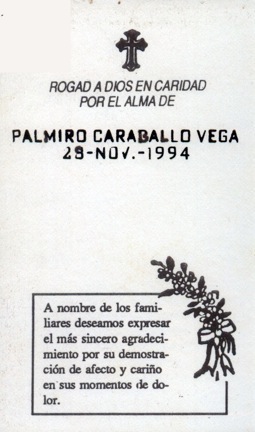 ROGAD A DIOS EN CARIDAD
POR EL ALMA DE
PALMIRO CARABALLO VEGA
29-NOV.-1994
A nombre de los fami-
liares deseamos expresar
el más sincero agradeci-
miento por su demostra-
ción de afecto y cariño
en sus momentos de do-
lor.